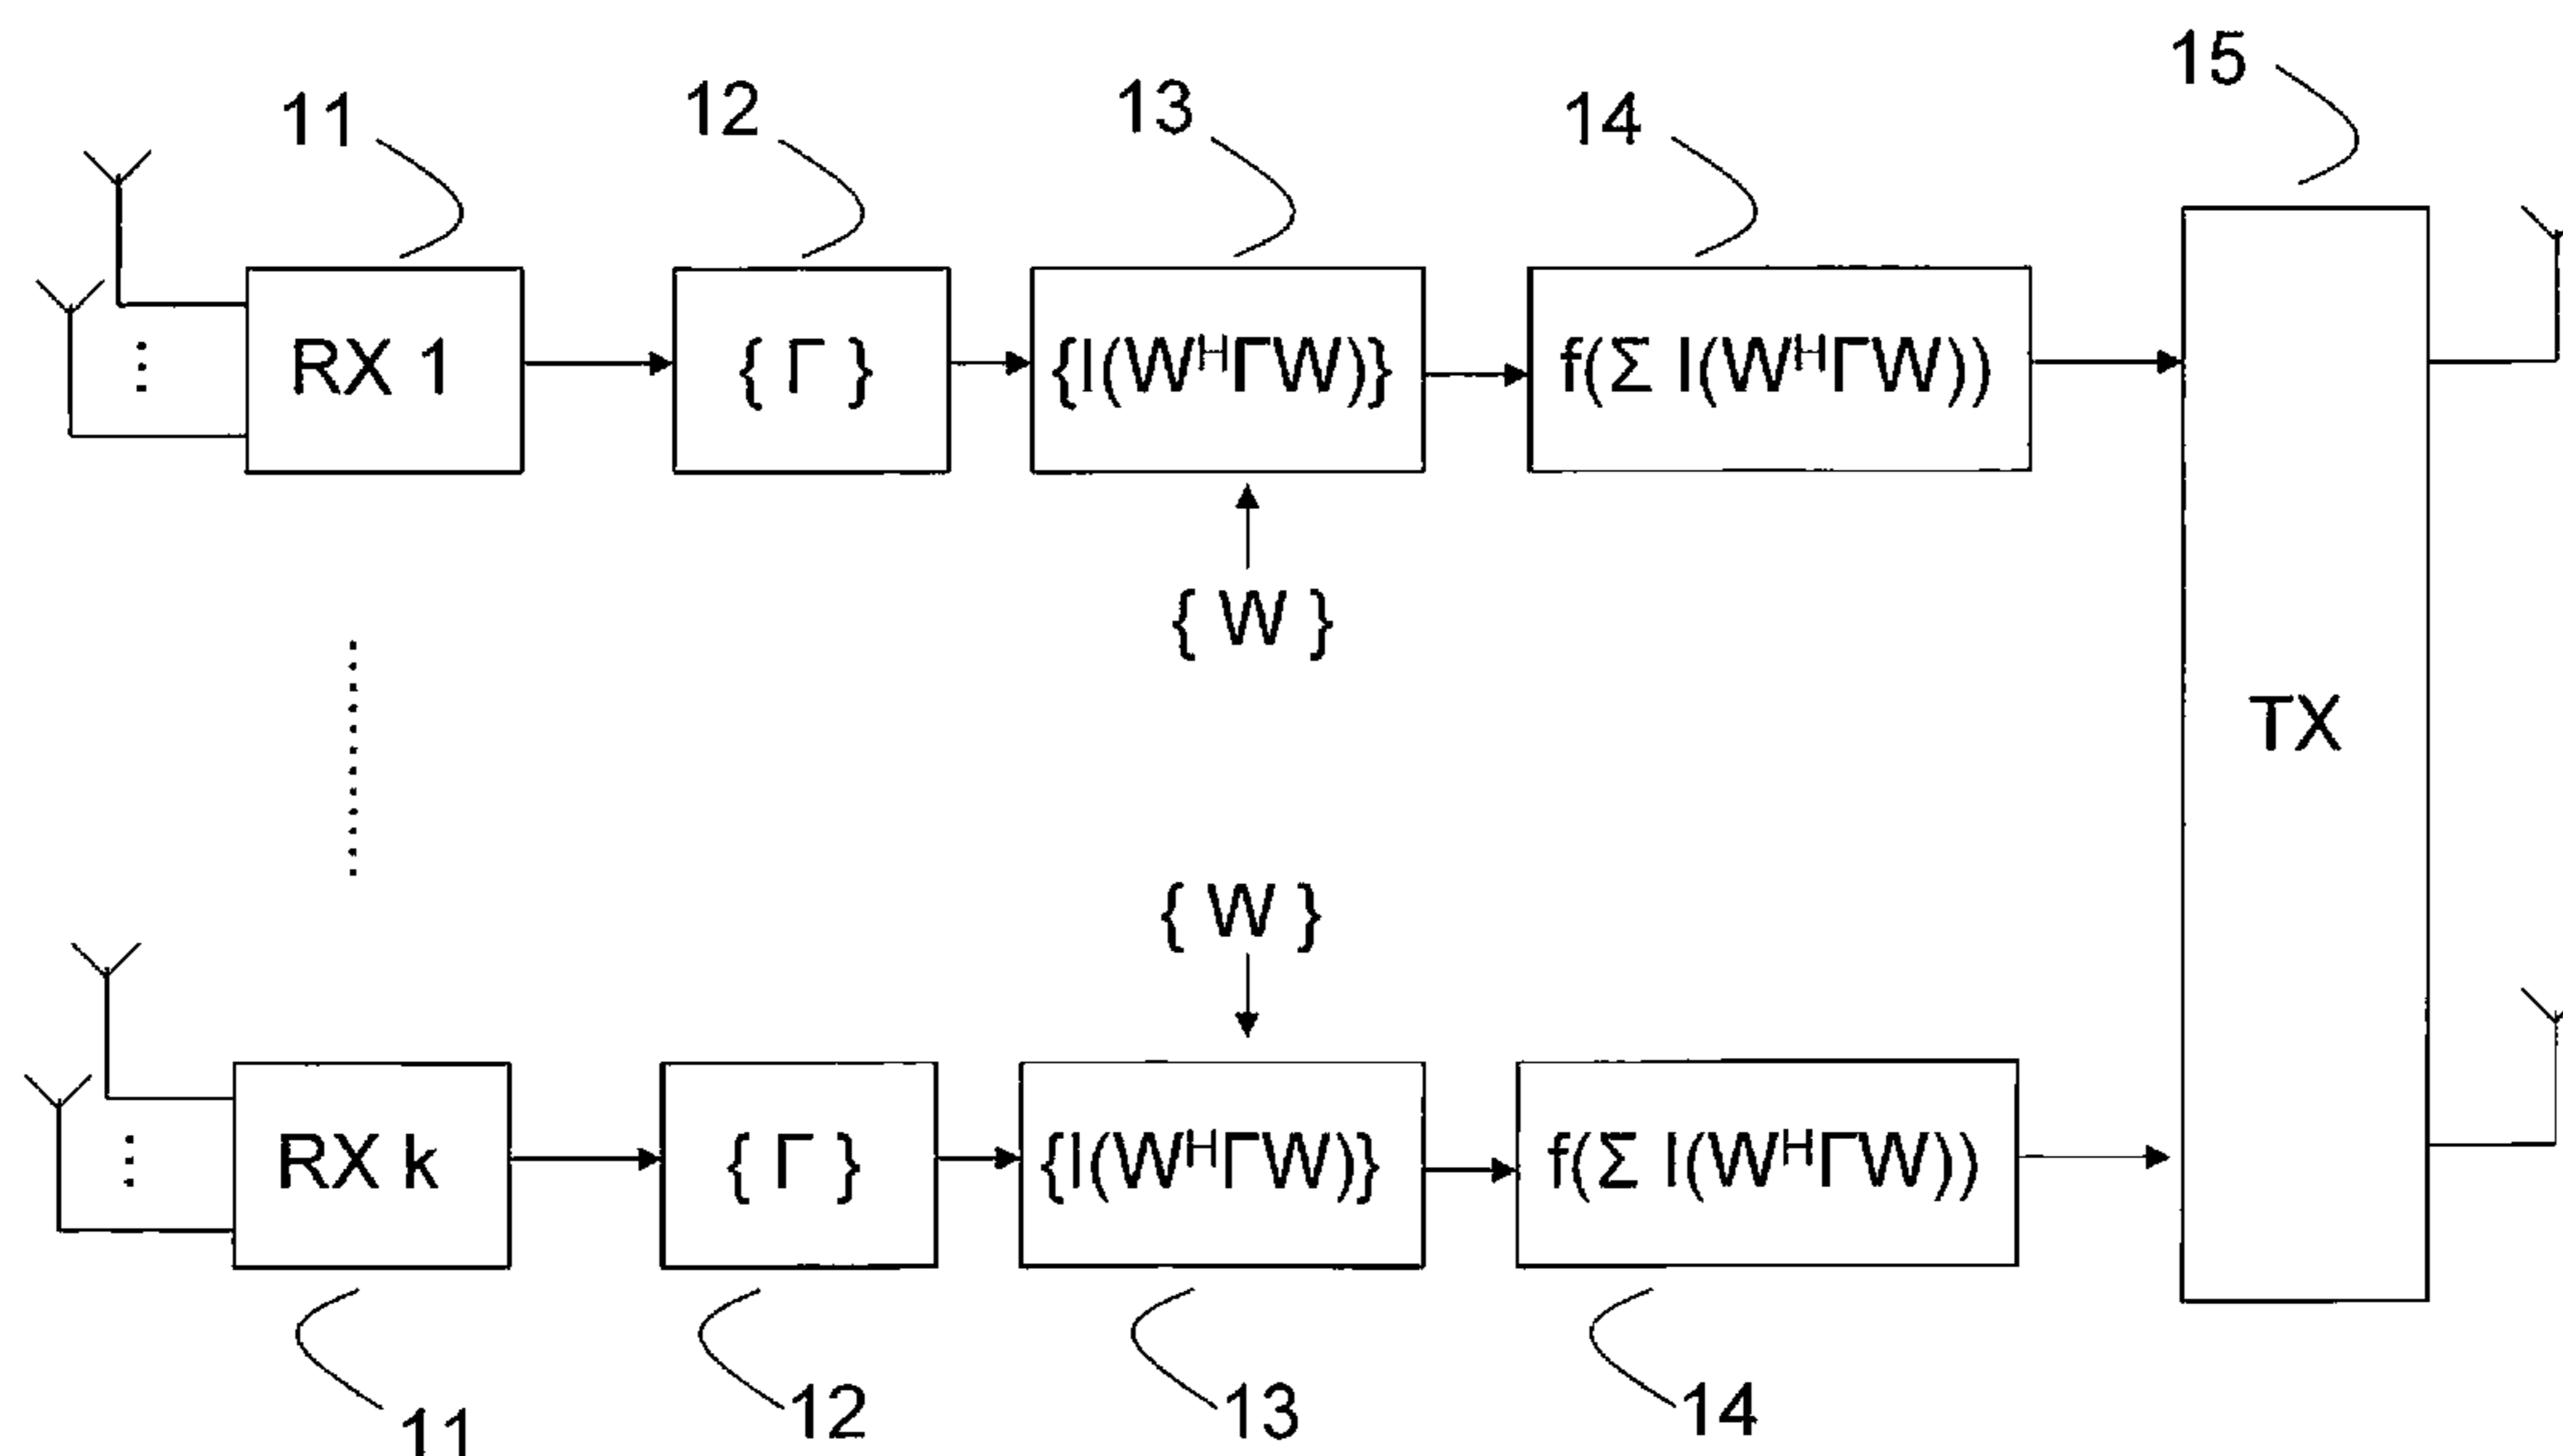 15
11 12 13 14
RX 1 { Γ } {I(WᴴΓW)} f(Σ I(WᴴΓW))
{ W }
TX
{ W }
RX k { Γ } {I(WᴴΓW)} f(Σ I(WᴴΓW))
11 12 13 14